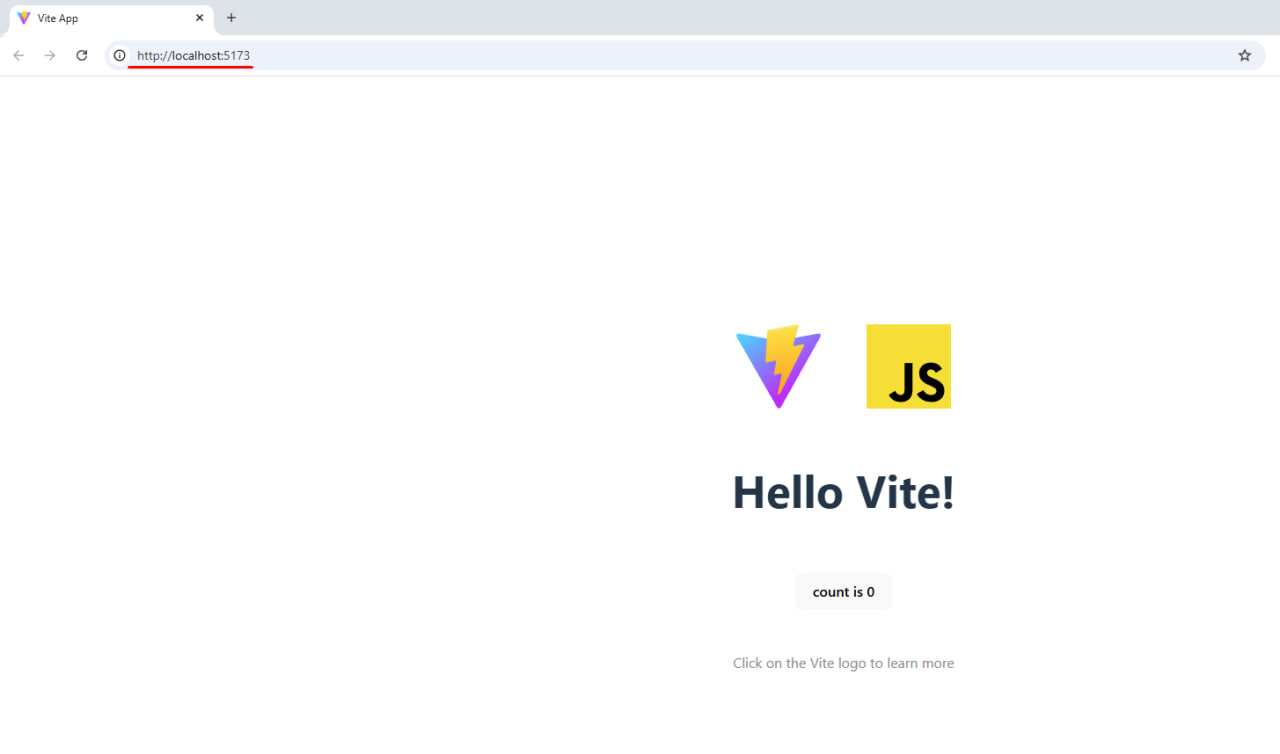 Vite App
http://localhost:5173
JS
Hello Vite!
count is 0
Click on the Vite logo to learn more